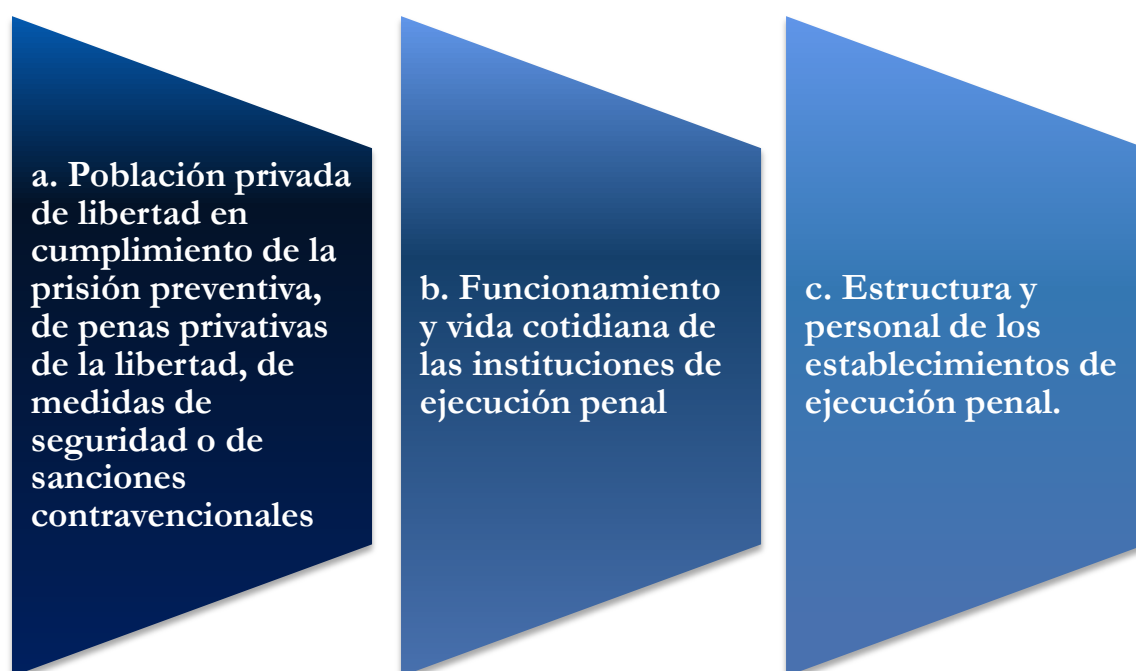 a. Población privada
de libertad en
cumplimiento de la
prisión preventiva,
de penas privativas
de la libertad, de
medidas de
seguridad o de
sanciones
contravencionales
b. Funcionamiento
y vida cotidiana de
las instituciones de
ejecución penal
c. Estructura y
personal de los
establecimientos de
ejecución penal.